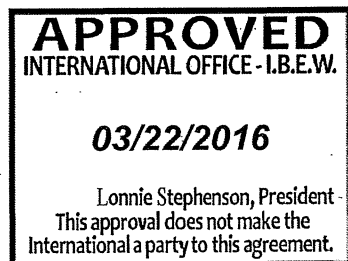 APPROVED
INTERNATIONAL OFFICE - I.B.E.W.
03/22/2016
Lonnie Stephenson, President
This approval does not make the
International a party to this agreement.